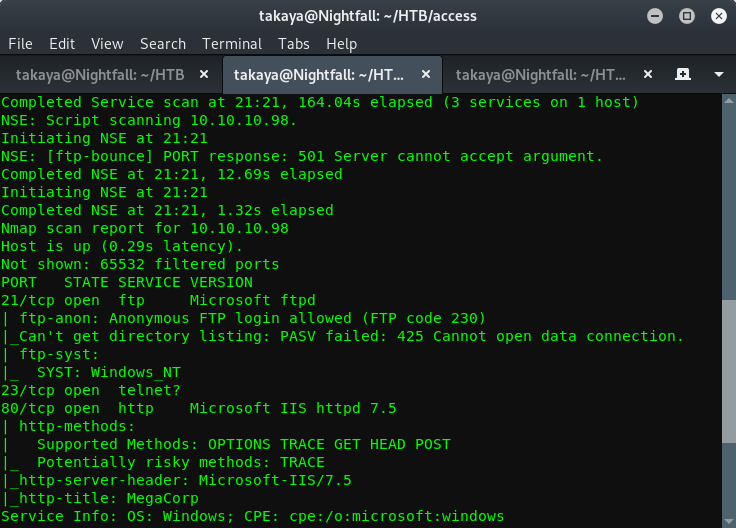 takaya@Nightfall: ~/HTB/access
File Edit View Search Terminal Tabs Help
takaya@Nightfall: ~/HTB × takaya@Nightfall: ~/HT... × takaya@Nightfall: ~/HT... ×
Completed Service scan at 21:21, 164.04s elapsed (3 services on 1 host)
NSE: Script scanning 10.10.10.98.
Initiating NSE at 21:21
NSE: [ftp-bounce] PORT response: 501 Server cannot accept argument.
Completed NSE at 21:21, 12.69s elapsed
Initiating NSE at 21:21
Completed NSE at 21:21, 1.32s elapsed
Nmap scan report for 10.10.10.98
Host is up (0.29s latency).
Not shown: 65532 filtered ports
PORT   STATE SERVICE VERSION
21/tcp open  ftp     Microsoft ftpd
| ftp-anon: Anonymous FTP login allowed (FTP code 230)
|_Can't get directory listing: PASV failed: 425 Cannot open data connection.
| ftp-syst:
|_  SYST: Windows_NT
23/tcp open  telnet?
80/tcp open  http    Microsoft IIS httpd 7.5
| http-methods:
|   Supported Methods: OPTIONS TRACE GET HEAD POST
|_  Potentially risky methods: TRACE
|_http-server-header: Microsoft-IIS/7.5
|_http-title: MegaCorp
Service Info: OS: Windows; CPE: cpe:/o:microsoft:windows